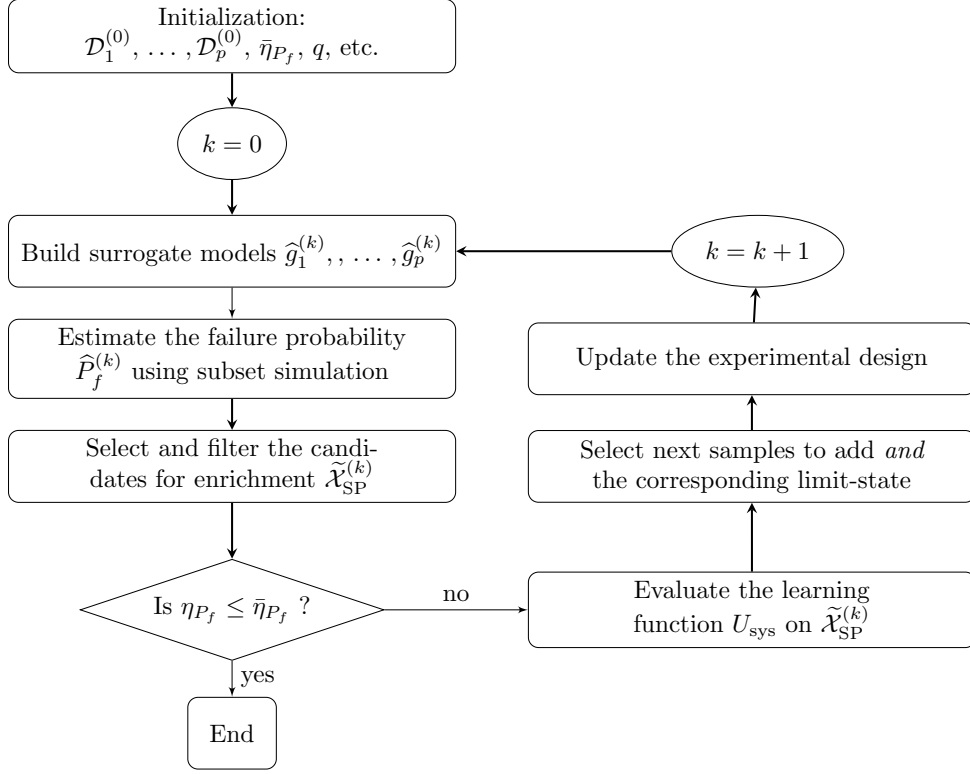 Initialization:
$\mathcal{D}_1^{(0)}, \ldots, \mathcal{D}_p^{(0)}, \bar{\eta}_{P_f}, q$, etc.
$k = 0$
Build surrogate models $\widehat{g}_1^{(k)},, \ldots, \widehat{g}_p^{(k)}$
Estimate the failure probability
$\widehat{P}_f^{(k)}$ using subset simulation
Select and filter the candi-
dates for enrichment $\widetilde{\mathcal{X}}_{\mathrm{SP}}^{(k)}$
Is $\eta_{P_f} \leq \bar{\eta}_{P_f}$ ?
yes
End
no
Evaluate the learning
function $U_{\mathrm{sys}}$ on $\widetilde{\mathcal{X}}_{\mathrm{SP}}^{(k)}$
Select next samples to add and
the corresponding limit-state
Update the experimental design
$k = k + 1$